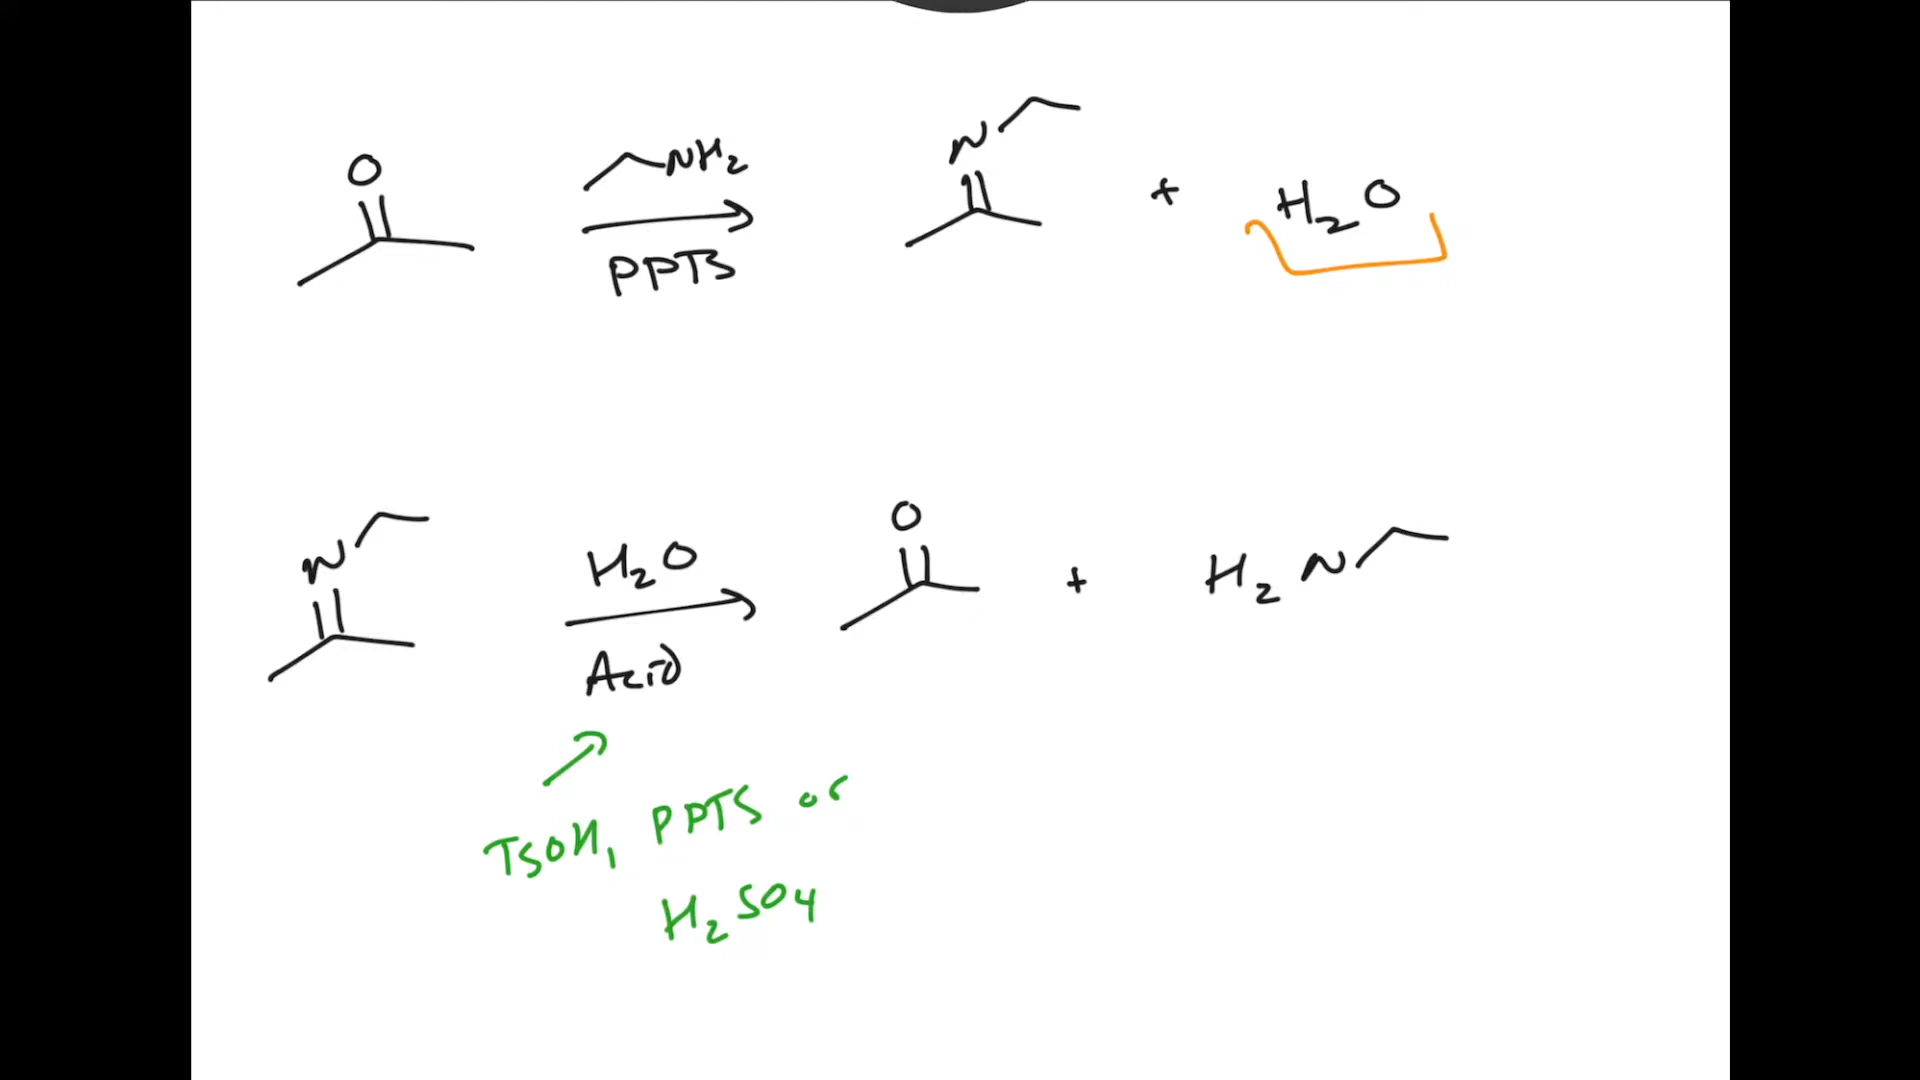 O NH₂ N + H₂O
PPTS
N H₂O O + H₂N
Acid
TsOH, PPTS or
H₂SO₄